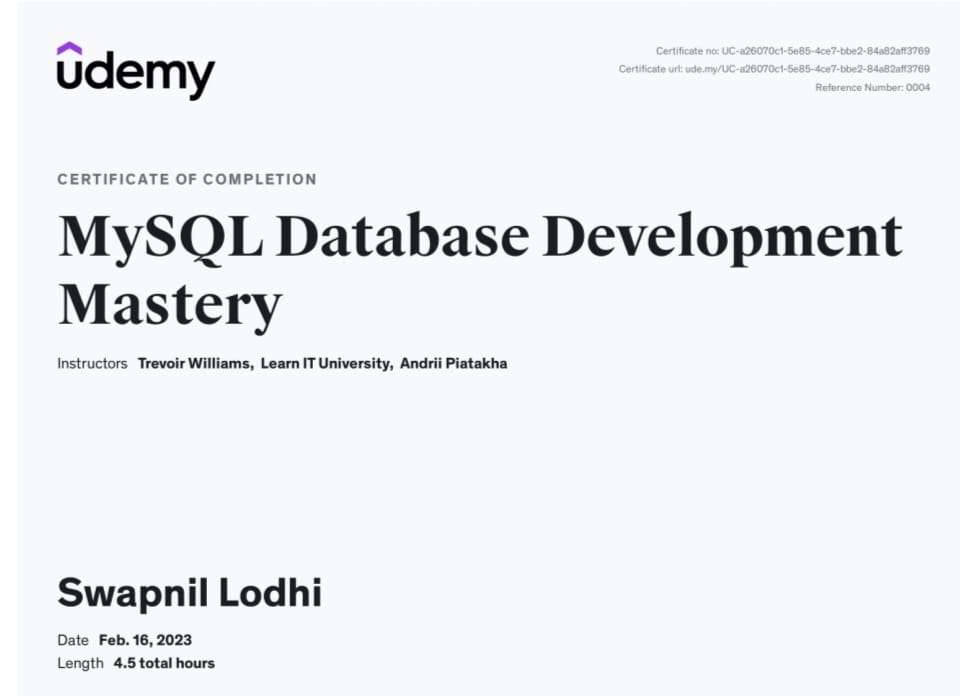 udemy
Certificate no: UC-a26070c1-5e85-4ce7-bbe2-84a82aff3769
Certificate url: ude.my/UC-a26070c1-5e85-4ce7-bbe2-84a82aff3769
Reference Number: 0004
CERTIFICATE OF COMPLETION
MySQL Database Development
Mastery
Instructors Trevoir Williams, Learn IT University, Andrii Piatakha
Swapnil Lodhi
Date Feb. 16, 2023
Length 4.5 total hours